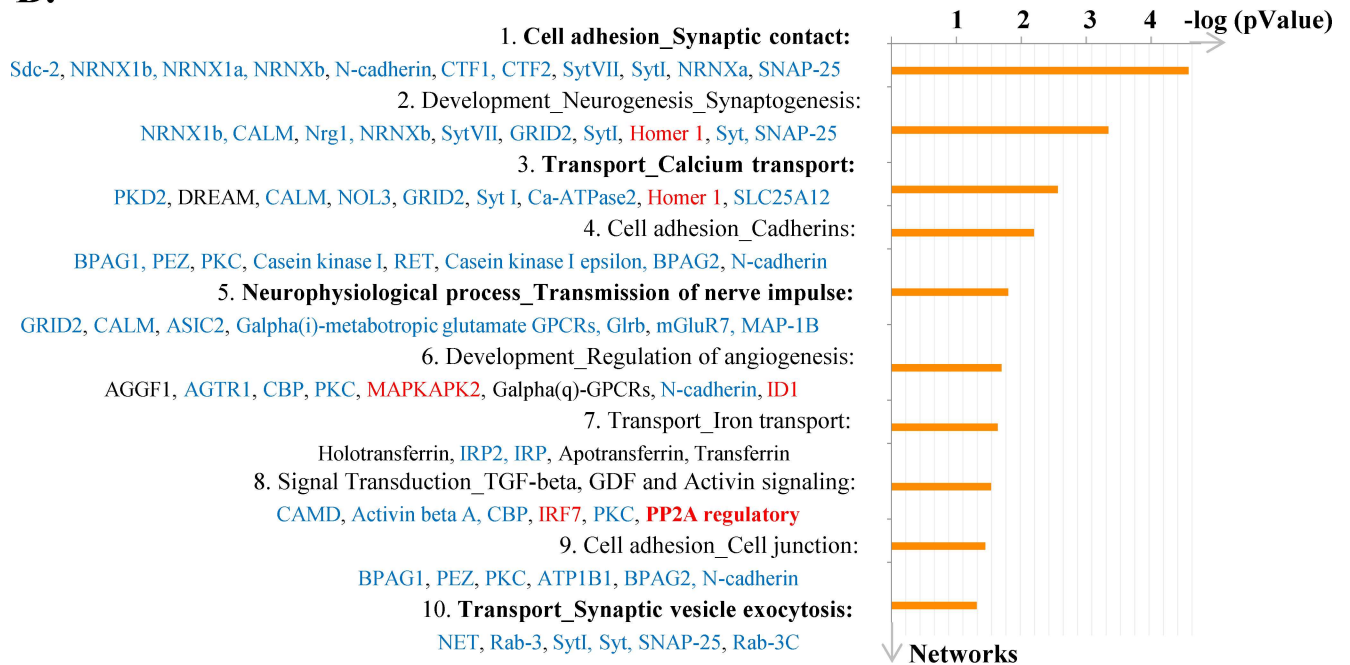 B.
1 2 3 4 -log (pValue)
1. Cell adhesion_Synaptic contact:
Sdc-2, NRNX1b, NRNX1a, NRNXb, N-cadherin, CTF1, CTF2, SytVII, SytI, NRNXa, SNAP-25
2. Development_Neurogenesis_Synaptogenesis:
NRNX1b, CALM, Nrg1, NRNXb, SytVII, GRID2, SytI, Homer 1, Syt, SNAP-25
3. Transport_Calcium transport:
PKD2, DREAM, CALM, NOL3, GRID2, Syt I, Ca-ATPase2, Homer 1, SLC25A12
4. Cell adhesion_Cadherins:
BPAG1, PEZ, PKC, Casein kinase I, RET, Casein kinase I epsilon, BPAG2, N-cadherin
5. Neurophysiological process_Transmission of nerve impulse:
GRID2, CALM, ASIC2, Galpha(i)-metabotropic glutamate GPCRs, Glrb, mGluR7, MAP-1B
6. Development_Regulation of angiogenesis:
AGGF1, AGTR1, CBP, PKC, MAPKAPK2, Galpha(q)-GPCRs, N-cadherin, ID1
7. Transport_Iron transport:
Holotransferrin, IRP2, IRP, Apotransferrin, Transferrin
8. Signal Transduction_TGF-beta, GDF and Activin signaling:
CAMD, Activin beta A, CBP, IRF7, PKC, PP2A regulatory
9. Cell adhesion_Cell junction:
BPAG1, PEZ, PKC, ATP1B1, BPAG2, N-cadherin
10. Transport_Synaptic vesicle exocytosis:
NET, Rab-3, SytI, Syt, SNAP-25, Rab-3C
Networks